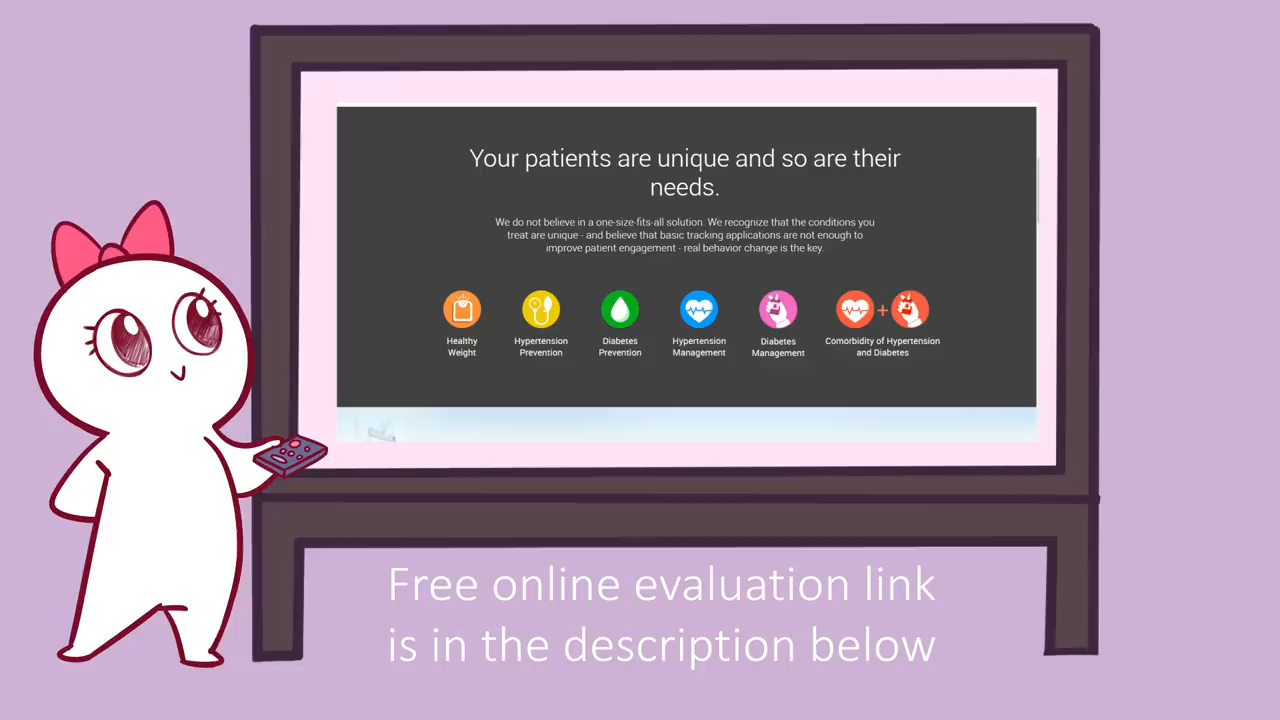 Your patients are unique and so are their
needs.
We do not believe in a one-size-fits-all solution. We recognize that the conditions you
treat are unique - and believe that basic tracking applications are not enough to
improve patient engagement - real behavior change is the key.
Healthy
Weight
Hypertension
Prevention
Diabetes
Prevention
Hypertension
Management
Diabetes
Management
Comorbidity of Hypertension
and Diabetes
Free online evaluation link
is in the description below